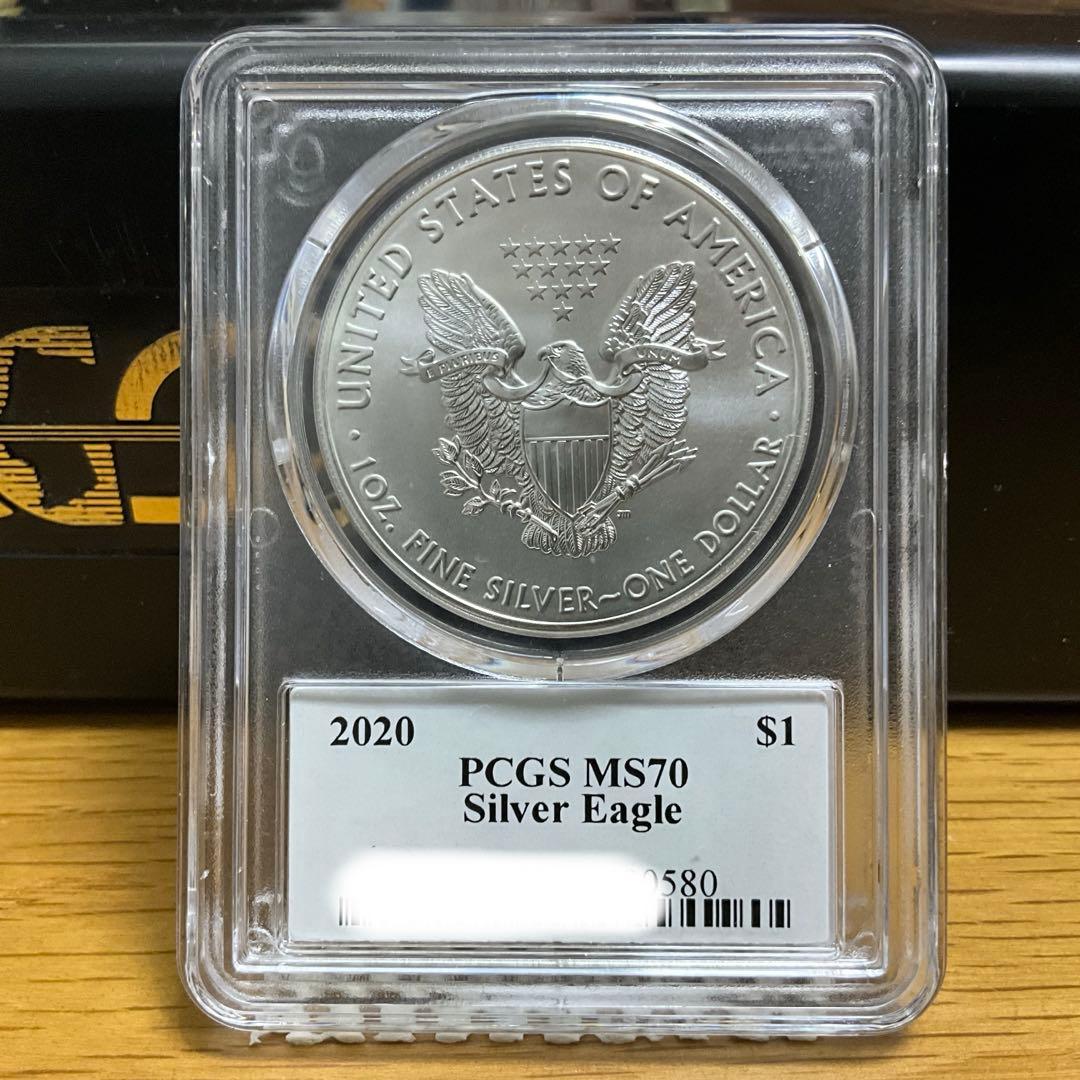 UNITED STATES OF AMERICA
E PLURIBUS
UNUM
· 1 OZ. FINE SILVER~ONE DOLLAR ·
2020 $1
PCGS MS70
Silver Eagle
0580